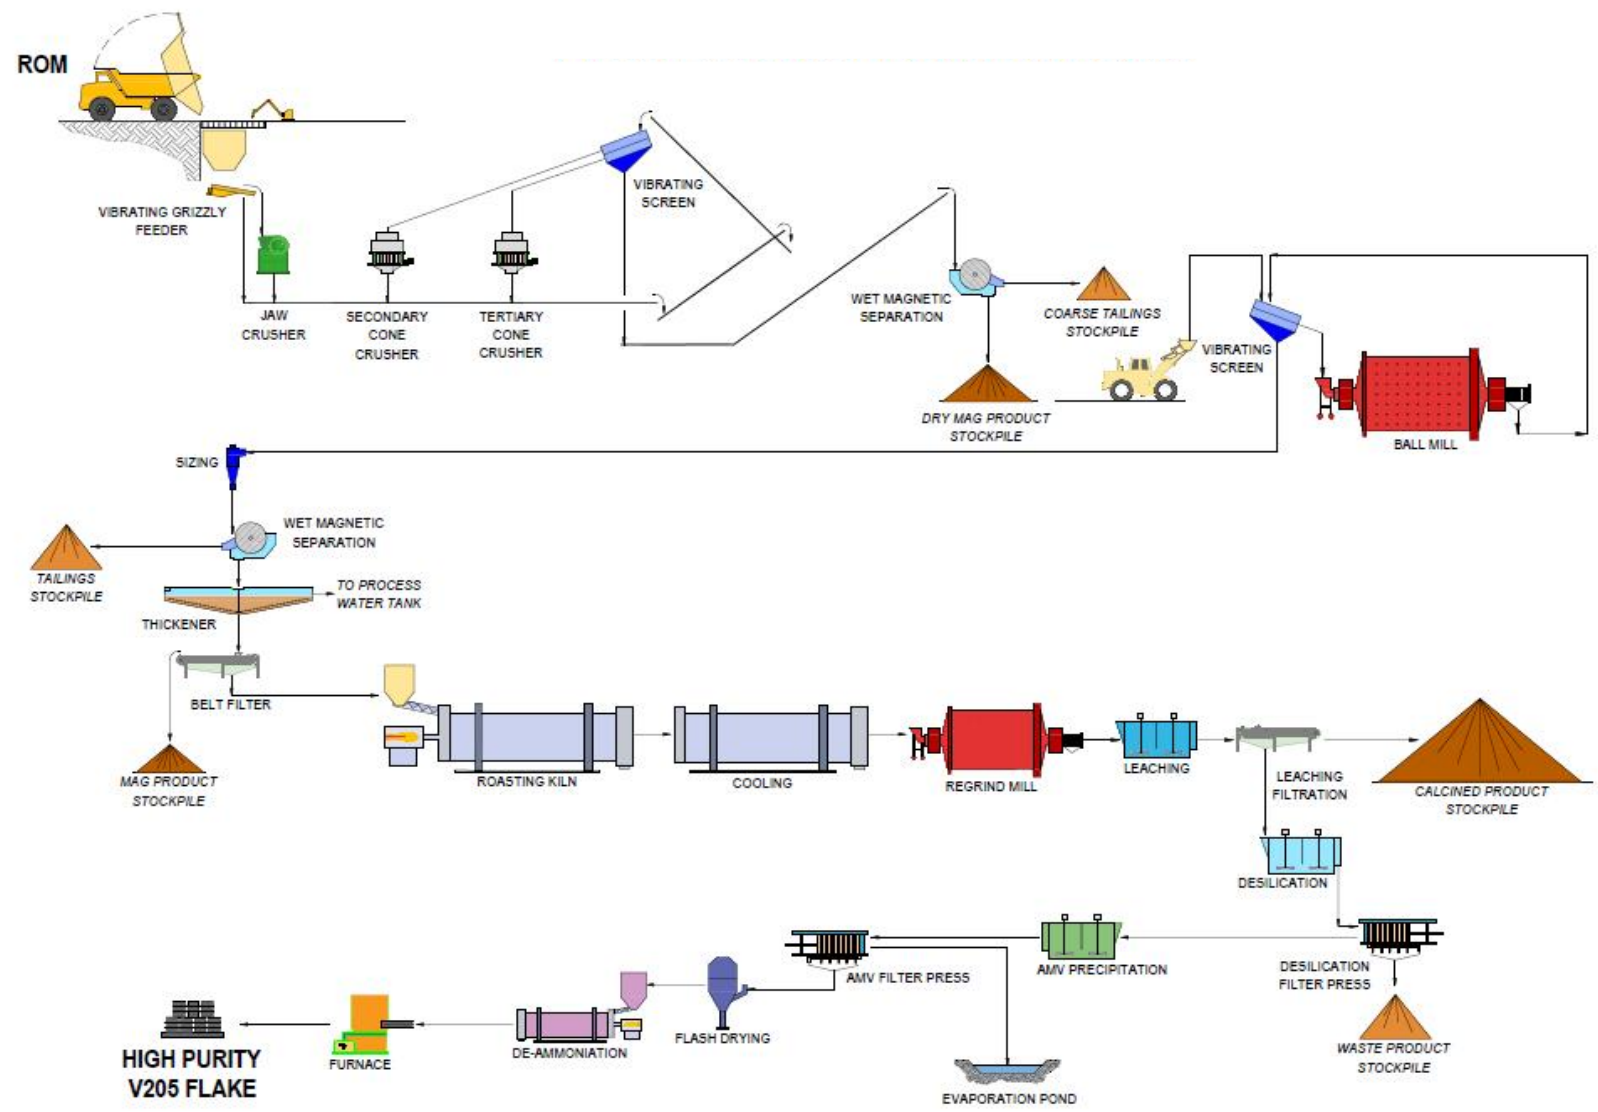 ROM
VIBRATING GRIZZLY
FEEDER
JAW
CRUSHER
SECONDARY
CONE
CRUSHER
TERTIARY
CONE
CRUSHER
VIBRATING
SCREEN
WET MAGNETIC
SEPARATION
COARSE TAILINGS
STOCKPILE
DRY MAG PRODUCT
STOCKPILE
VIBRATING
SCREEN
BALL MILL
SIZING
WET MAGNETIC
SEPARATION
TAILINGS
STOCKPILE
TO PROCESS
WATER TANK
THICKENER
BELT FILTER
MAG PRODUCT
STOCKPILE
ROASTING KILN
COOLING
REGRIND MILL
LEACHING
LEACHING
FILTRATION
CALCINED PRODUCT
STOCKPILE
DESILICATION
DESILICATION
FILTER PRESS
WASTE PRODUCT
STOCKPILE
AMV PRECIPITATION
AMV FILTER PRESS
EVAPORATION POND
FLASH DRYING
DE-AMMONIATION
FURNACE
HIGH PURITY
V205 FLAKE